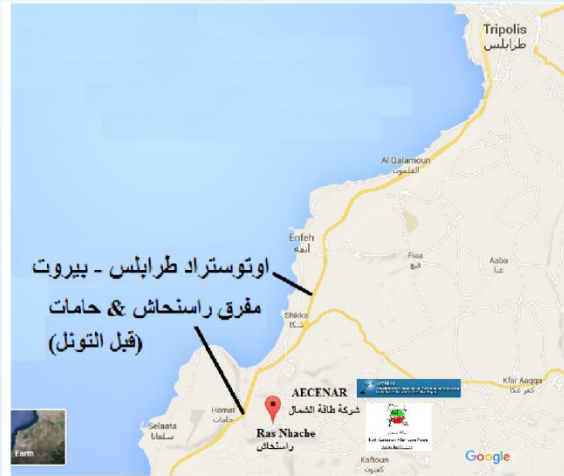 Tripolis
طرابلس
Al Qalamoun
القلمون
Enfeh
أنفه
اوتوستراد طرابلس - بيروت
Fiaa
فيع
Aaba
عبا
مفرق راسنحاش & حامات
Shikka
شكا
(قبل التونل)
Kfar Aaqqa
كفر عقا
AECENAR
شركة طاقة الشمال
Hamat
حامات
Selaata
سلعاتا
Ras Nhache
راسنحاش
Kaftoun
كفتون
Earth
Google